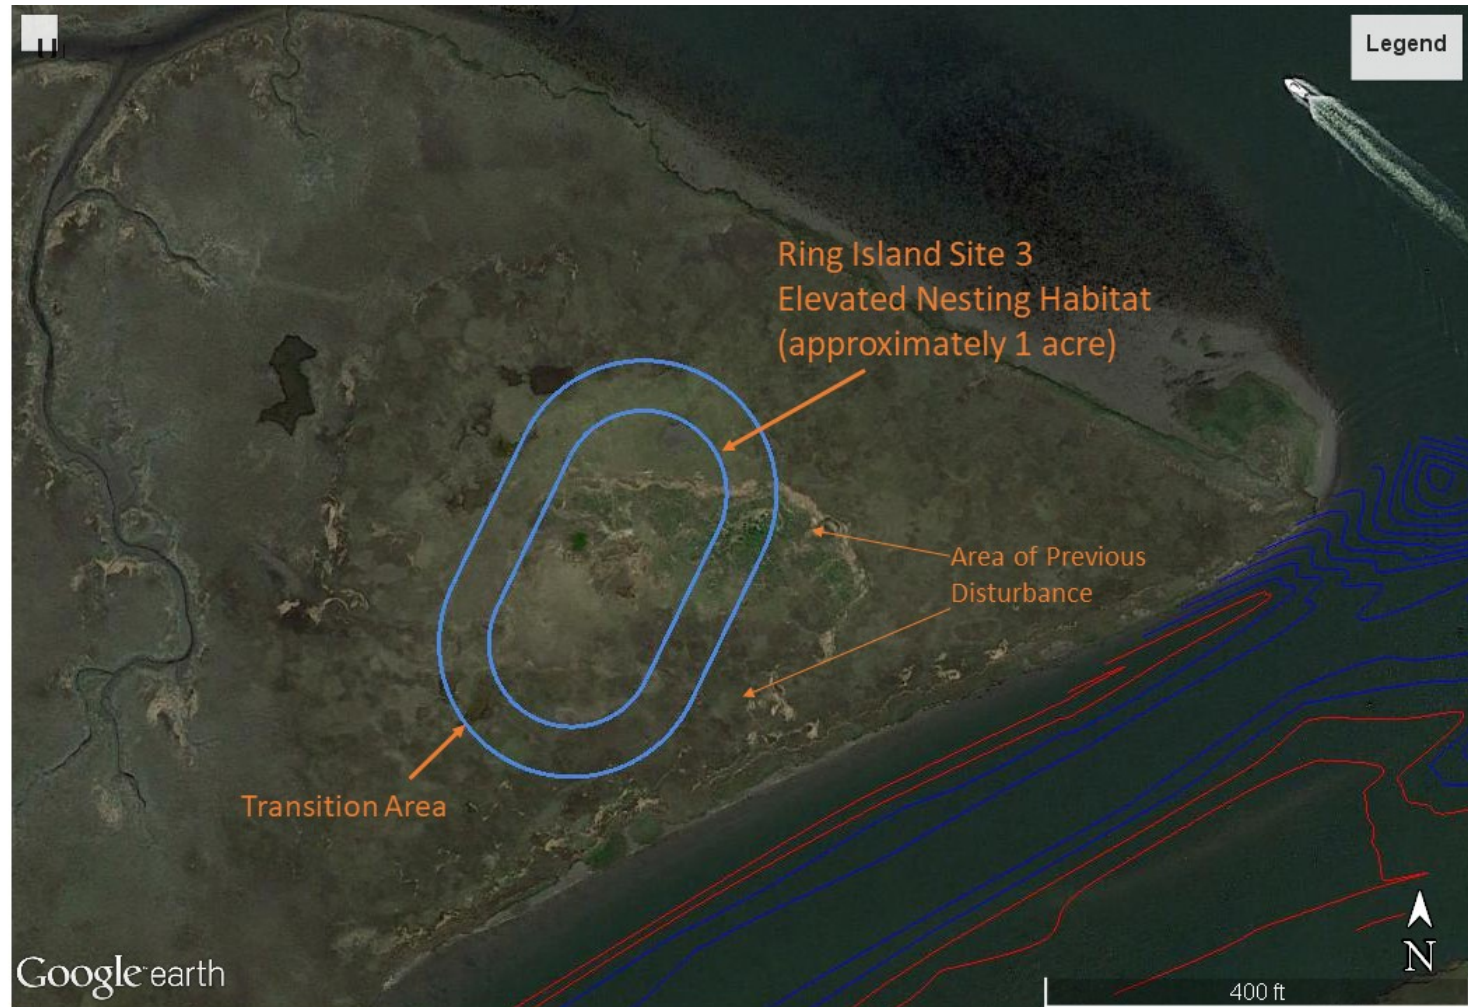 Legend
Ring Island Site 3
Elevated Nesting Habitat
(approximately 1 acre)
Area of Previous
Disturbance
Transition Area
Google earth
N
400 ft